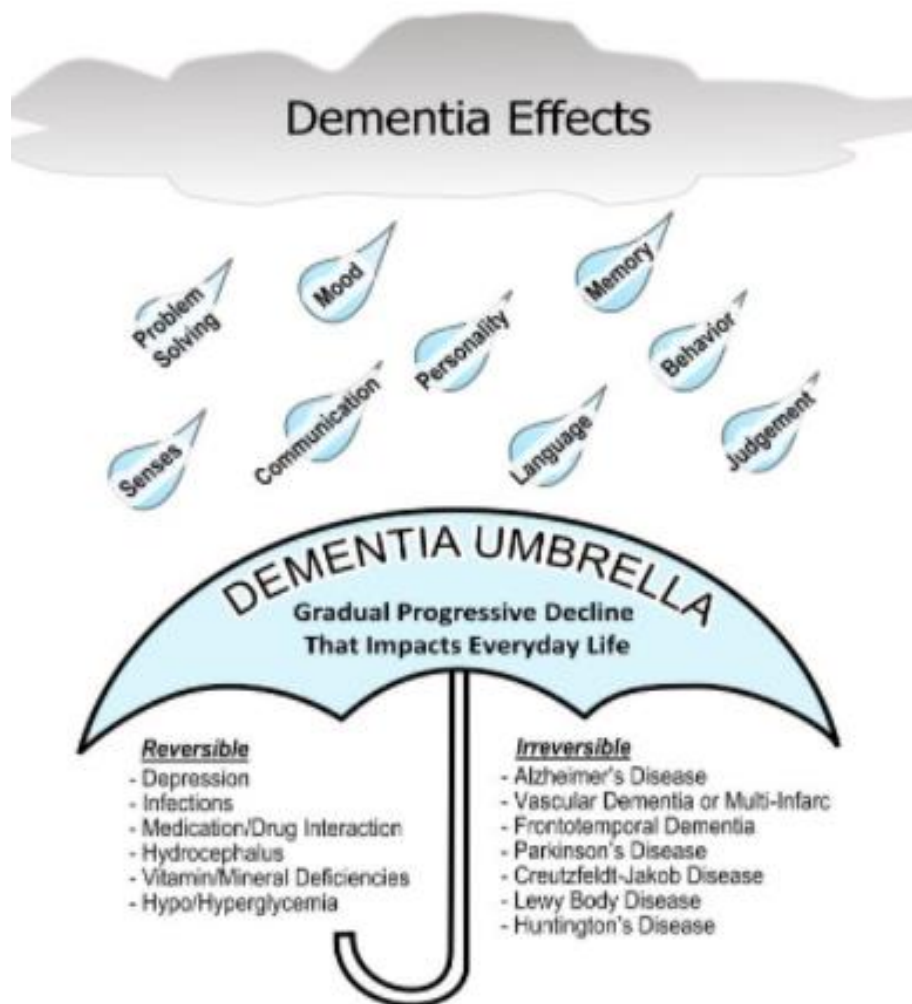 Dementia Effects
Problem
Solving
Mood
Memory
Personality
Behavior
Senses
Communication
Language
Judgement
DEMENTIA UMBRELLA
Gradual Progressive Decline
That Impacts Everyday Life
Reversible
- Depression
- Infections
- Medication/Drug Interaction
- Hydrocephalus
- Vitamin/Mineral Deficiencies
- Hypo/Hyperglycemia
Irreversible
- Alzheimer's Disease
- Vascular Dementia or Multi-Infarc
- Frontotemporal Dementia
- Parkinson's Disease
- Creutzfeldt-Jakob Disease
- Lewy Body Disease
- Huntington's Disease